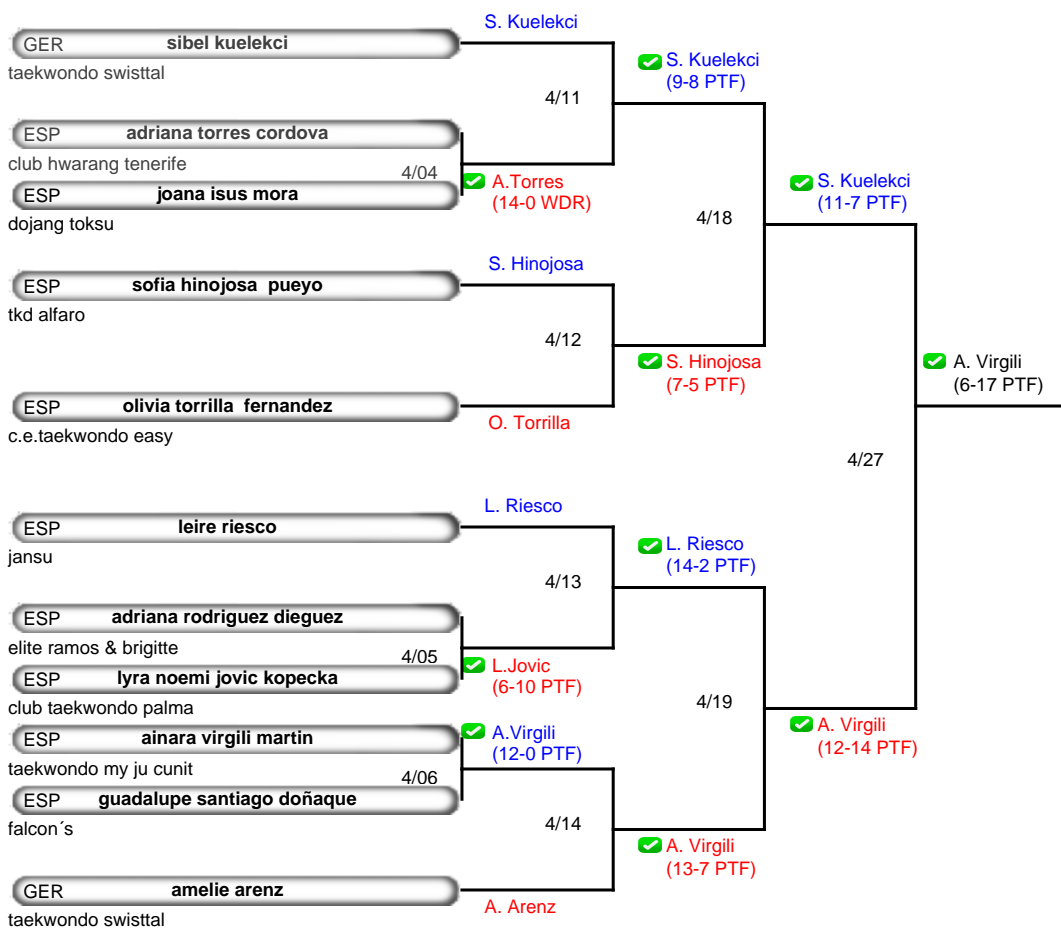 S. Kuelekci
GER sibel kuelekci
taekwondo swisttal
S. Kuelekci
(9-8 PTF)
4/11
ESP adriana torres cordova
club hwarang tenerife
4/04
A.Torres
(14-0 WDR)
ESP joana isus mora
dojang toksu
S. Kuelekci
(11-7 PTF)
4/18
S. Hinojosa
ESP sofia hinojosa pueyo
tkd alfaro
4/12
S. Hinojosa
(7-5 PTF)
A. Virgili
(6-17 PTF)
ESP olivia torrilla fernandez
O. Torrilla
c.e.taekwondo easy
4/27
L. Riesco
ESP leire riesco
jansu
L. Riesco
(14-2 PTF)
4/13
ESP adriana rodriguez dieguez
elite ramos & brigitte
4/05
L.Jovic
(6-10 PTF)
ESP lyra noemi jovic kopecka
club taekwondo palma
4/19
A. Virgili
(12-14 PTF)
ESP ainara virgili martin
A.Virgili
(12-0 PTF)
taekwondo my ju cunit
4/06
ESP guadalupe santiago doñaque
falcon´s
4/14
A. Virgili
(13-7 PTF)
GER amelie arenz
A. Arenz
taekwondo swisttal